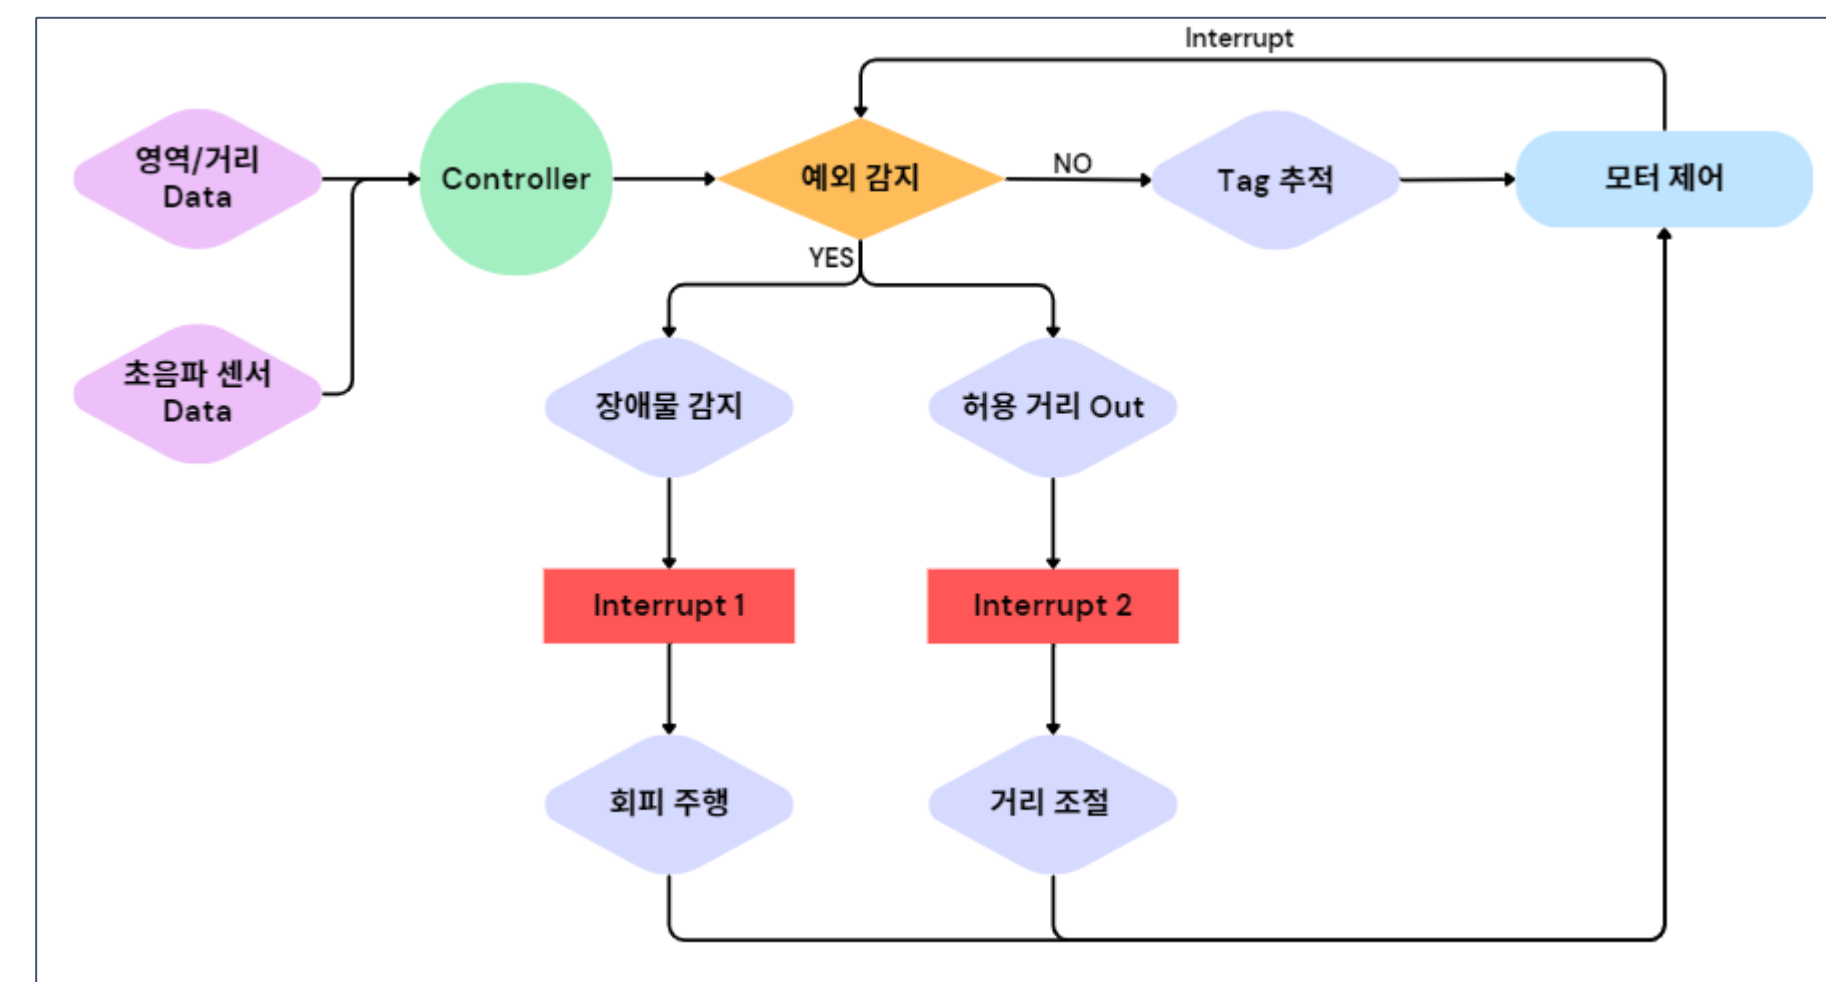 Interrupt
영역/거리
Data
Controller
예외 감지
NO
Tag 추적
모터 제어
YES
초음파 센서
Data
장애물 감지
허용 거리 Out
Interrupt 1
Interrupt 2
회피 주행
거리 조절